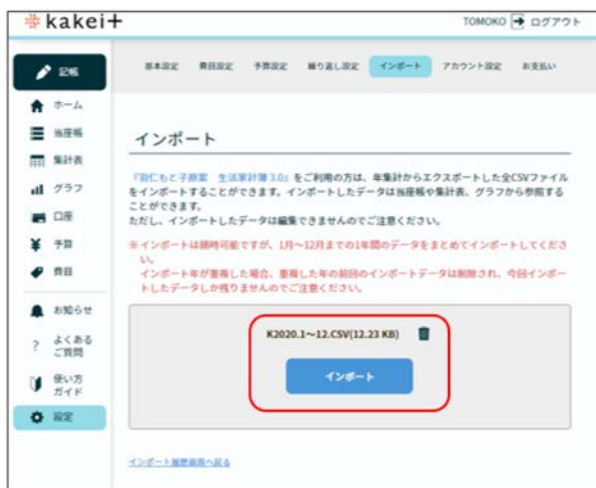 kakei+
TOMOKO ログアウト
記帳
基本設定 費目設定 予算設定 繰り返し設定 インポート アカウント設定 お支払い
ホーム
当座帳
集計表
グラフ
口座
予算
費目
お知らせ
よくある
ご質問
使い方
ガイド
設定
インポート
『羽仁もと子原案 生活家計簿3.0』をご利用の方は、年集計からエクスポートした全CSVファイル
をインポートすることができます。インポートしたデータは当座帳や集計表、グラフから参照する
ことができます。
ただし、インポートしたデータは編集できませんのでご注意ください。
※インポートは随時可能ですが、1月～12月までの1年間のデータをまとめてインポートしてくださ
い。
インポート年が重複した場合、重複した年の前回のインポートデータは削除され、今回インポー
トしたデータしか残りませんのでご注意ください。
K2020.1～12.CSV(12.23 KB)
インポート
インポート履歴画面へ戻る